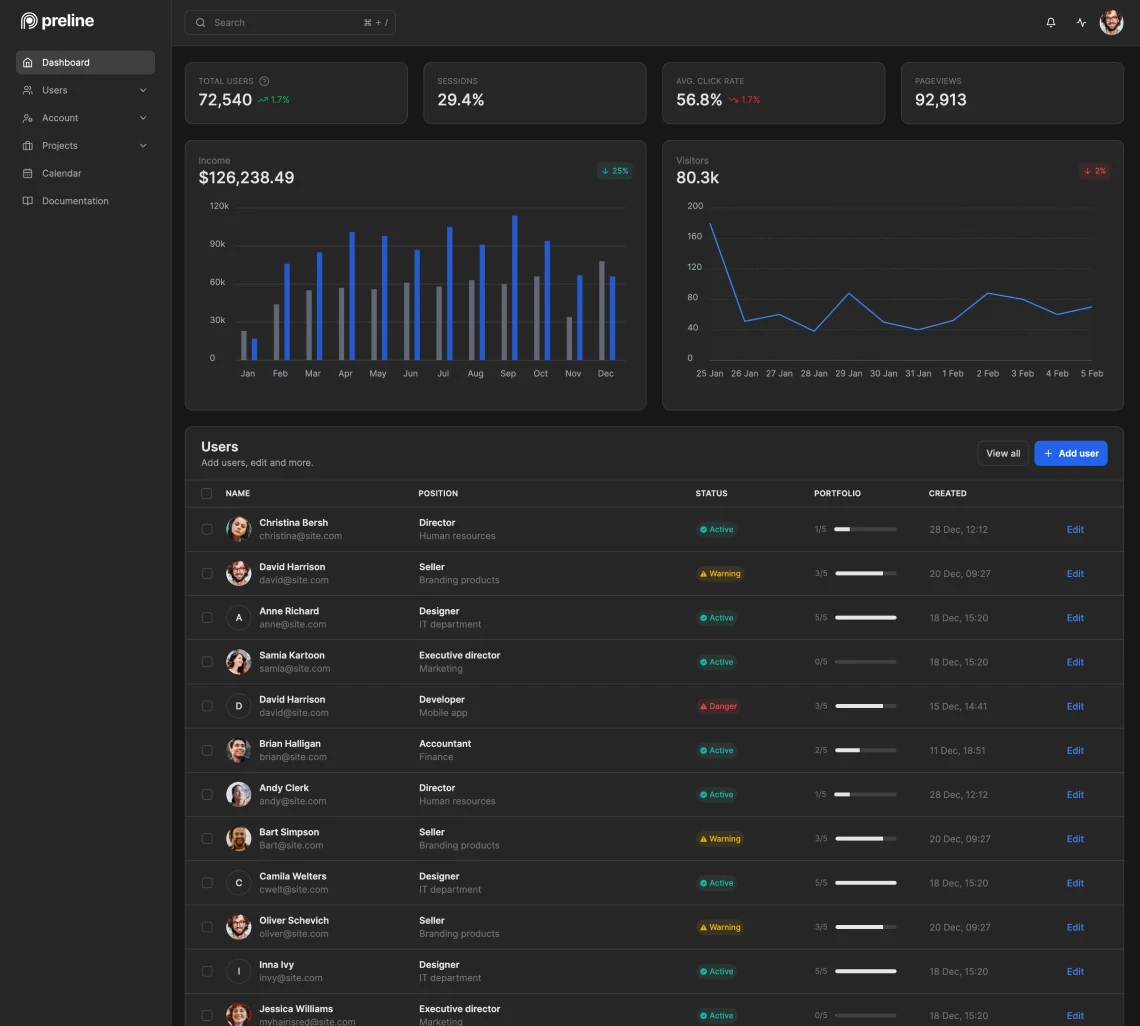 preline
Search ⌘ + /
Dashboard
Users
Account
Projects
Calendar
Documentation
TOTAL USERS ?
72,540 1.7%
SESSIONS
29.4%
AVG. CLICK RATE
56.8% 1.7%
PAGEVIEWS
92,913
Income
$126,238.49
↓ 25%
120k
90k
60k
30k
0
Jan Feb Mar Apr May Jun Jul Aug Sep Oct Nov Dec
Visitors
80.3k
↓ 2%
200
160
120
80
40
0
25 Jan 26 Jan 27 Jan 28 Jan 29 Jan 30 Jan 31 Jan 1 Feb 2 Feb 3 Feb 4 Feb 5 Feb
Users
Add users, edit and more.
View all + Add user
NAME POSITION STATUS PORTFOLIO CREATED
Christina Bersh Director
christina@site.com Human resources
Active 1/5 28 Dec, 12:12 Edit
David Harrison Seller
david@site.com Branding products
Warning 3/5 20 Dec, 09:27 Edit
A
Anne Richard Designer
anne@site.com IT department
Active 5/5 18 Dec, 15:20 Edit
Samia Kartoon Executive director
samia@site.com Marketing
Active 0/5 18 Dec, 15:20 Edit
D
David Harrison Developer
david@site.com Mobile app
Danger 3/5 15 Dec, 14:41 Edit
Brian Halligan Accountant
brian@site.com Finance
Active 2/5 11 Dec, 18:51 Edit
Andy Clerk Director
andy@site.com Human resources
Active 1/5 28 Dec, 12:12 Edit
Bart Simpson Seller
Bart@site.com Branding products
Warning 3/5 20 Dec, 09:27 Edit
C
Camila Welters Designer
cwelt@site.com IT department
Active 5/5 18 Dec, 15:20 Edit
Oliver Schevich Seller
oliver@site.com Branding products
Warning 3/5 20 Dec, 09:27 Edit
I
Inna Ivy Designer
invy@site.com IT department
Active 5/5 18 Dec, 15:20 Edit
Jessica Williams Executive director
myhairisred@site.com Marketing
Active 0/5 18 Dec, 15:20 Edit